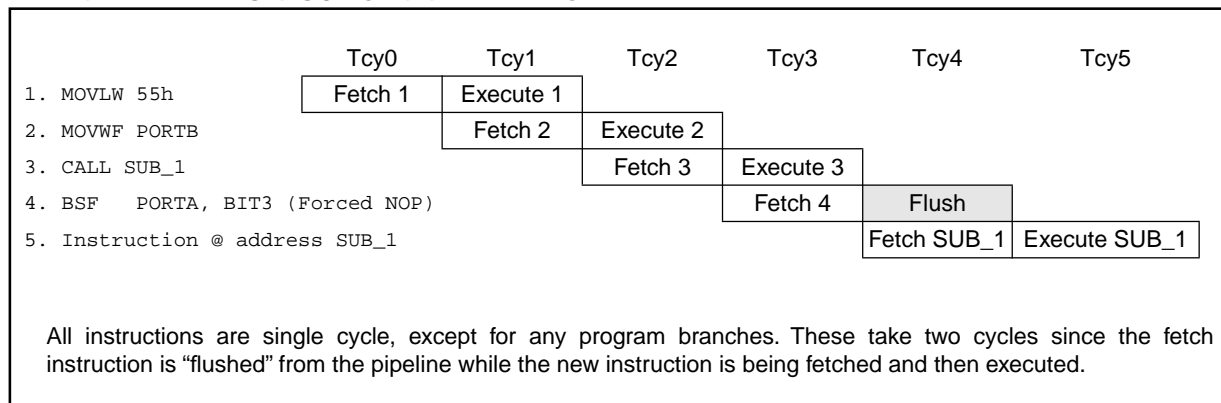 Tcy0 Tcy1 Tcy2 Tcy3 Tcy4 Tcy5
1. MOVLW 55h Fetch 1 Execute 1
2. MOVWF PORTB Fetch 2 Execute 2
3. CALL SUB_1 Fetch 3 Execute 3
4. BSF PORTA, BIT3 (Forced NOP) Fetch 4 Flush
5. Instruction @ address SUB_1 Fetch SUB_1 Execute SUB_1
All instructions are single cycle, except for any program branches. These take two cycles since the fetch
instruction is “flushed” from the pipeline while the new instruction is being fetched and then executed.